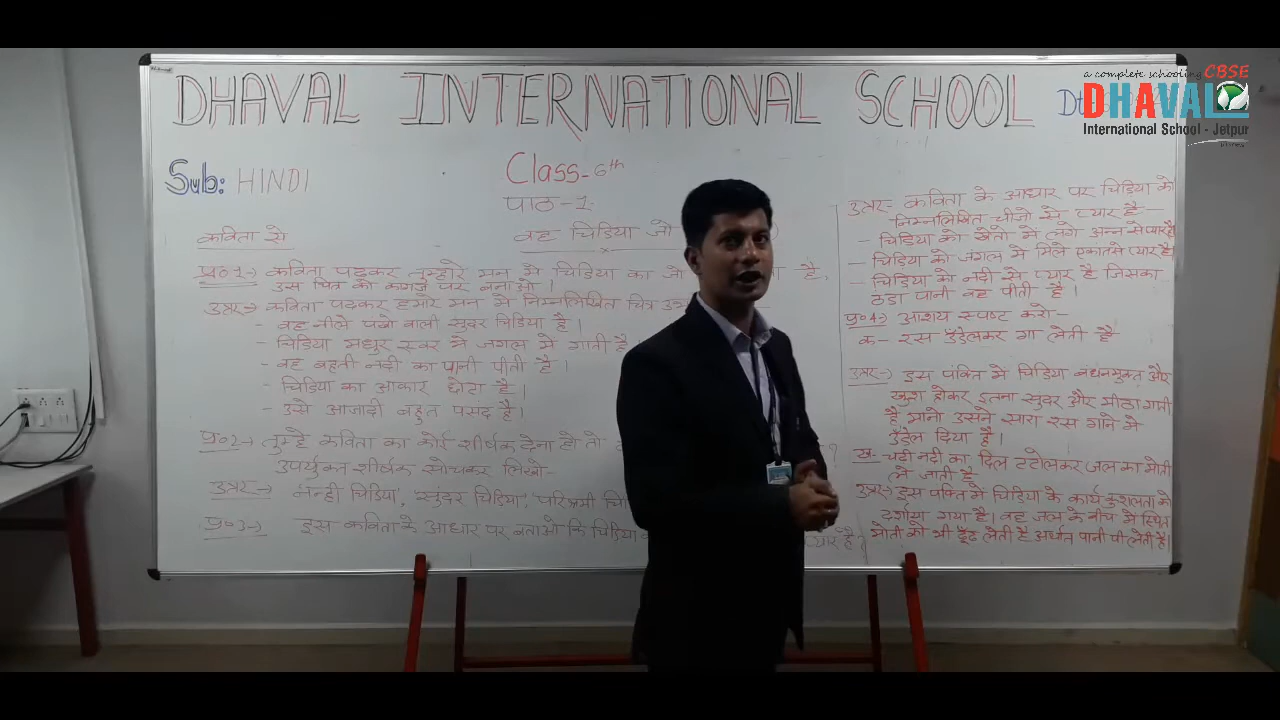 DHAVAL INTERNATIONAL SCHOOL
a complete schooling CBSE
DHAVAL
International School - Jetpur
Sub: HINDI
Class-6th
पाठ-1
वह चिडिया जो
कविता से
प्र०1-) कविता पढ़कर तुम्हारे मन मे चिडिया का जो है,
उस चित्र को कागज पर बनाओ ।
उत्तर-) कविता पढ़कर हमारे मन मे निम्नलिखित चित्र
- वह नीले पंखो वाली सुंदर चिडिया है ।
- चिडिया मधुर स्वर मे जंगल मे गाती है ।
- वह बहती नदी का पानी पीती है ।
- चिडिया का आकार छोटा है ।
- उसे आजादी बहुत पसंद है ।
प्र०2-) तुम्हे कविता का कोई शीर्षक देना हो तो ?
उपर्युक्त शीर्षक सोचकर लिखो-
उत्तर-) 'नन्ही चिडिया', 'सुंदर चिडिया', 'परिश्रमी
प्र०3-) इस कविता के आधार पर बताओ कि चिडिया प्यार है ?
उत्तर- कविता के आधार पर चिडिया को
निम्नलिखित चीजो से प्यार है-
- चिडिया को खेतो मे लगे अन्न से प्यार है।
- चिडिया को जंगल मे मिले एकांत से प्यार है।
- चिडिया को नदी से प्यार है जिसका
ठंडा पानी वह पीती है ।
प्र०4-) आशय स्पष्ट करो-
क- रस उँडेलकर गा लेती है
उत्तर-) इस पंक्ति मे चिडिया बंधनमुक्त और
खुश होकर इतना सुंदर और मीठा गाती
है मानो उसने सारा रस गाने मे
उँडेल दिया है ।
ख- चढी नदी का दिल टटोलकर जल का मोती
ले जाती है
उत्तर-) इस पंक्ति मे चिडिया के कार्य कुशलता को
दर्शाया गया है । वह जल के बीच मे स्थित
मोती को भी ढूँढ लेती है अर्थात पानी पी लेती है।